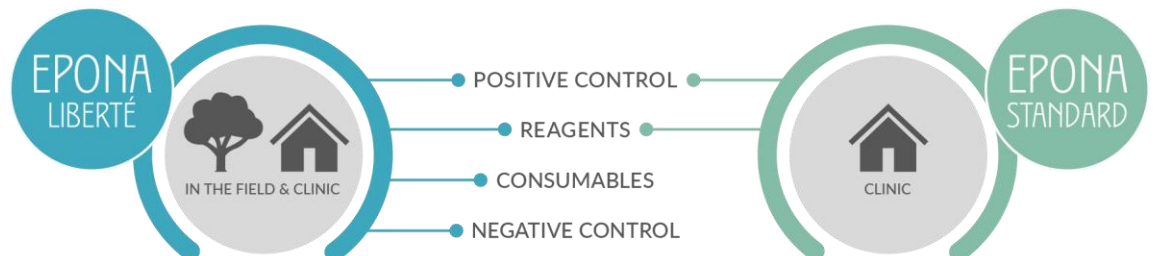 EPONA
LIBERTÉ
IN THE FIELD & CLINIC
POSITIVE CONTROL
REAGENTS
CONSUMABLES
NEGATIVE CONTROL
CLINIC
EPONA
STANDARD